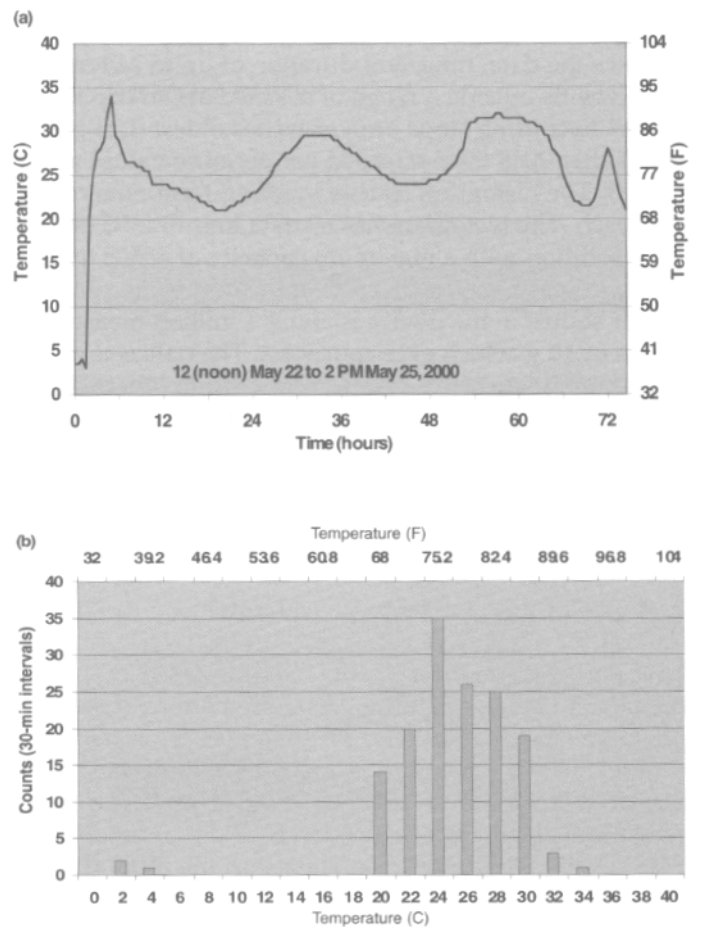 (a)
40
35
30
25
20
15
10
5
0
Temperature (C)
104
95
86
77
68
59
50
41
32
Temperature (F)
12 (noon) May 22 to 2 PM May 25, 2000
0 12 24 36 48 60 72
Time (hours)
(b)
Temperature (F)
32 39.2 46.4 53.6 60.8 68 75.2 82.4 89.6 96.8 104
40
35
30
25
20
15
10
5
0
Counts (30-min intervals)
0 2 4 6 8 10 12 14 16 18 20 22 24 26 28 30 32 34 36 38 40
Temperature (C)